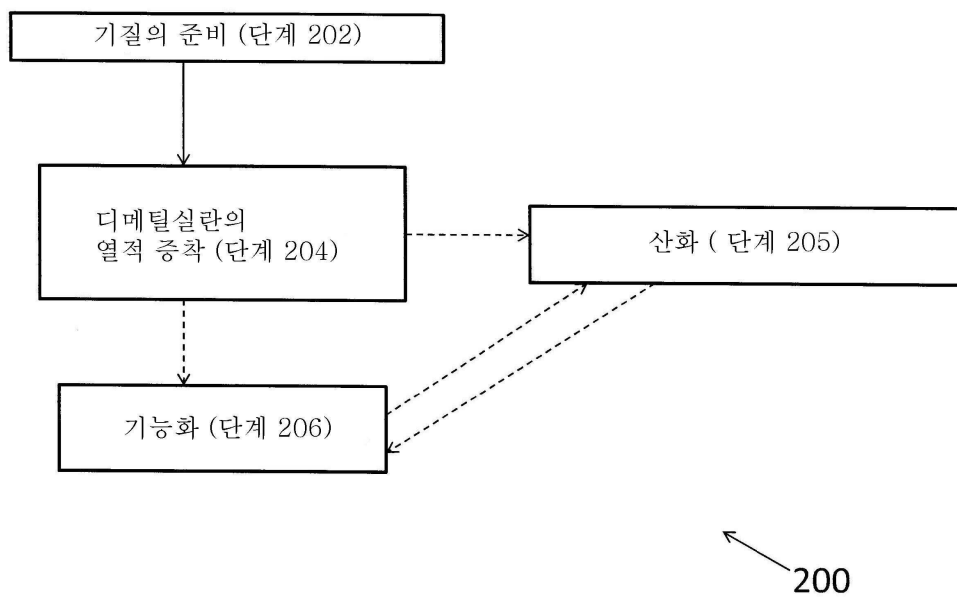 기질의 준비 (단계 202)
디메틸실란의
열적 증착 (단계 204)
산화 ( 단계 205)
기능화 (단계 206)
200